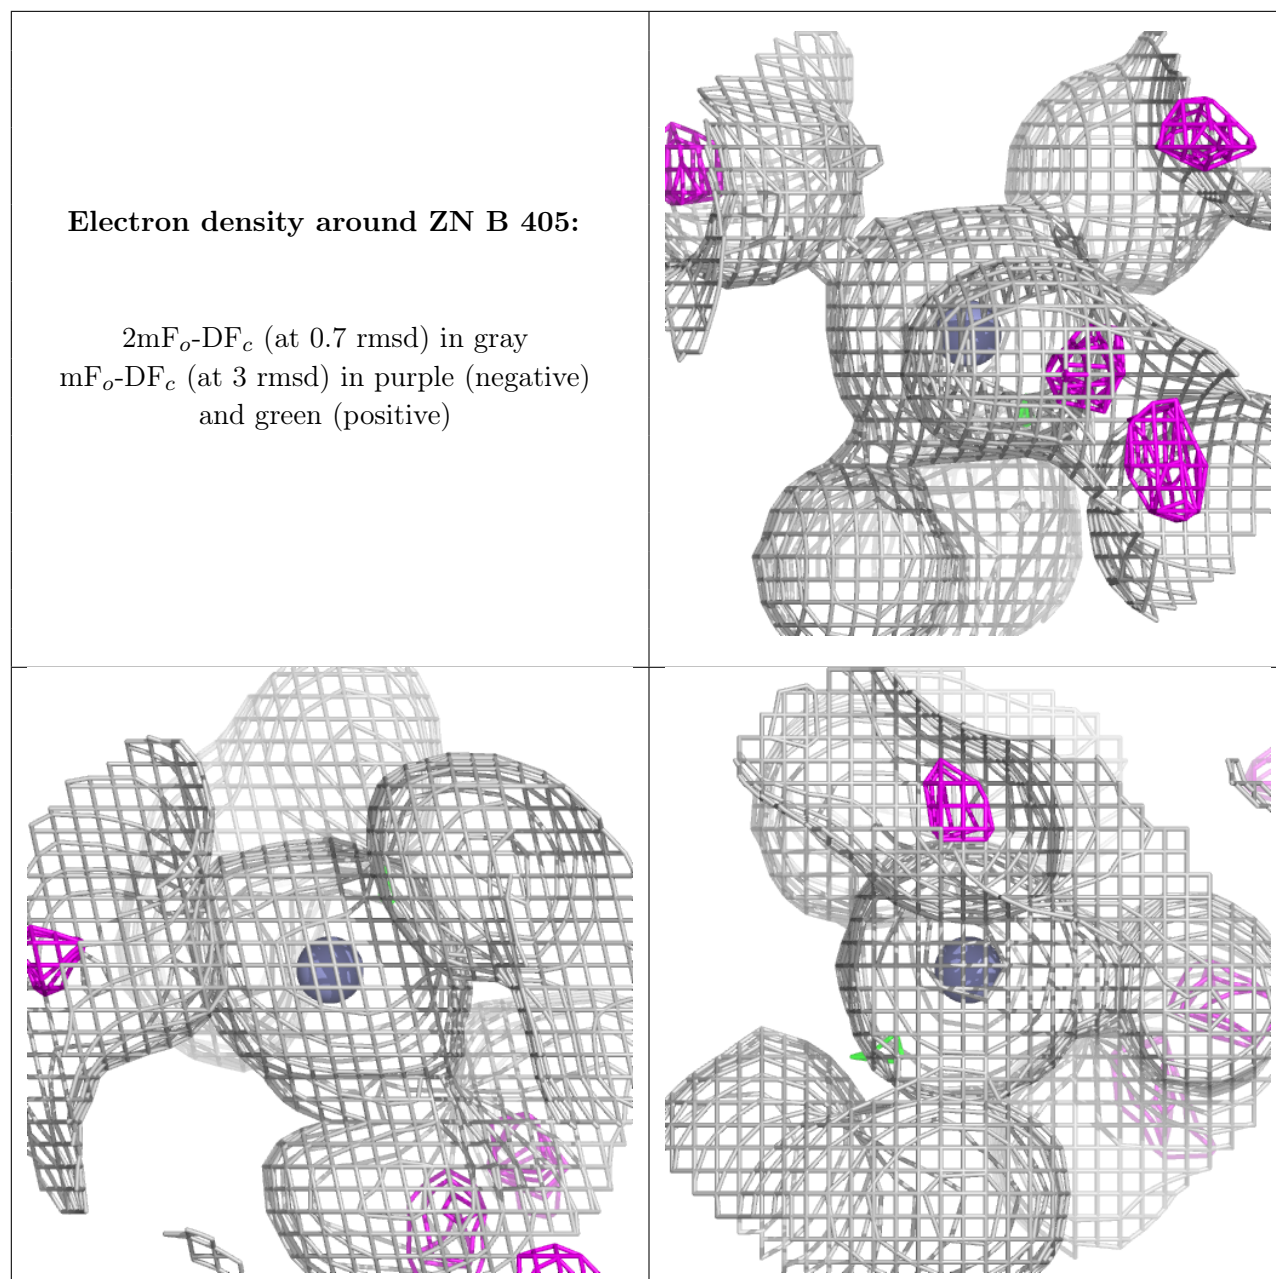 Electron density around ZN B 405:
2mFo-DFc (at 0.7 rmsd) in gray
mFo-DFc (at 3 rmsd) in purple (negative)
and green (positive)